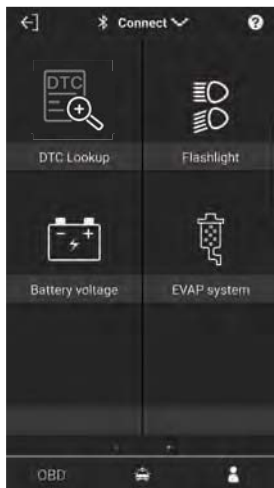 Connect
?
DTC
DTC Lookup
Flashlight
- +
Battery voltage
EVAP system
OBD